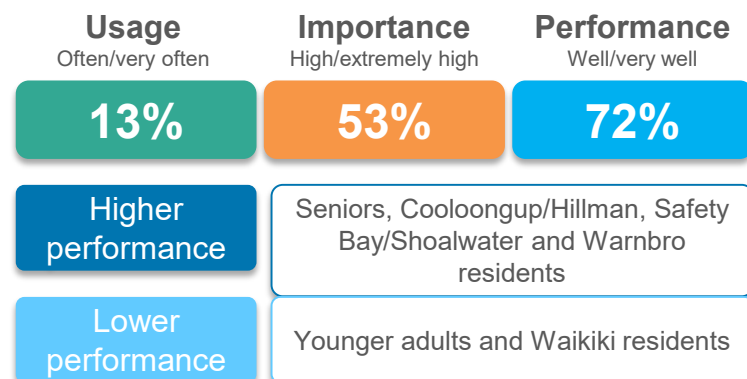 Usage
Often/very often
13%
Importance
High/extremely high
53%
Performance
Well/very well
72%
Higher
performance
Seniors, Cooloongup/Hillman, Safety
Bay/Shoalwater and Warnbro
residents
Lower
performance
Younger adults and Waikiki residents